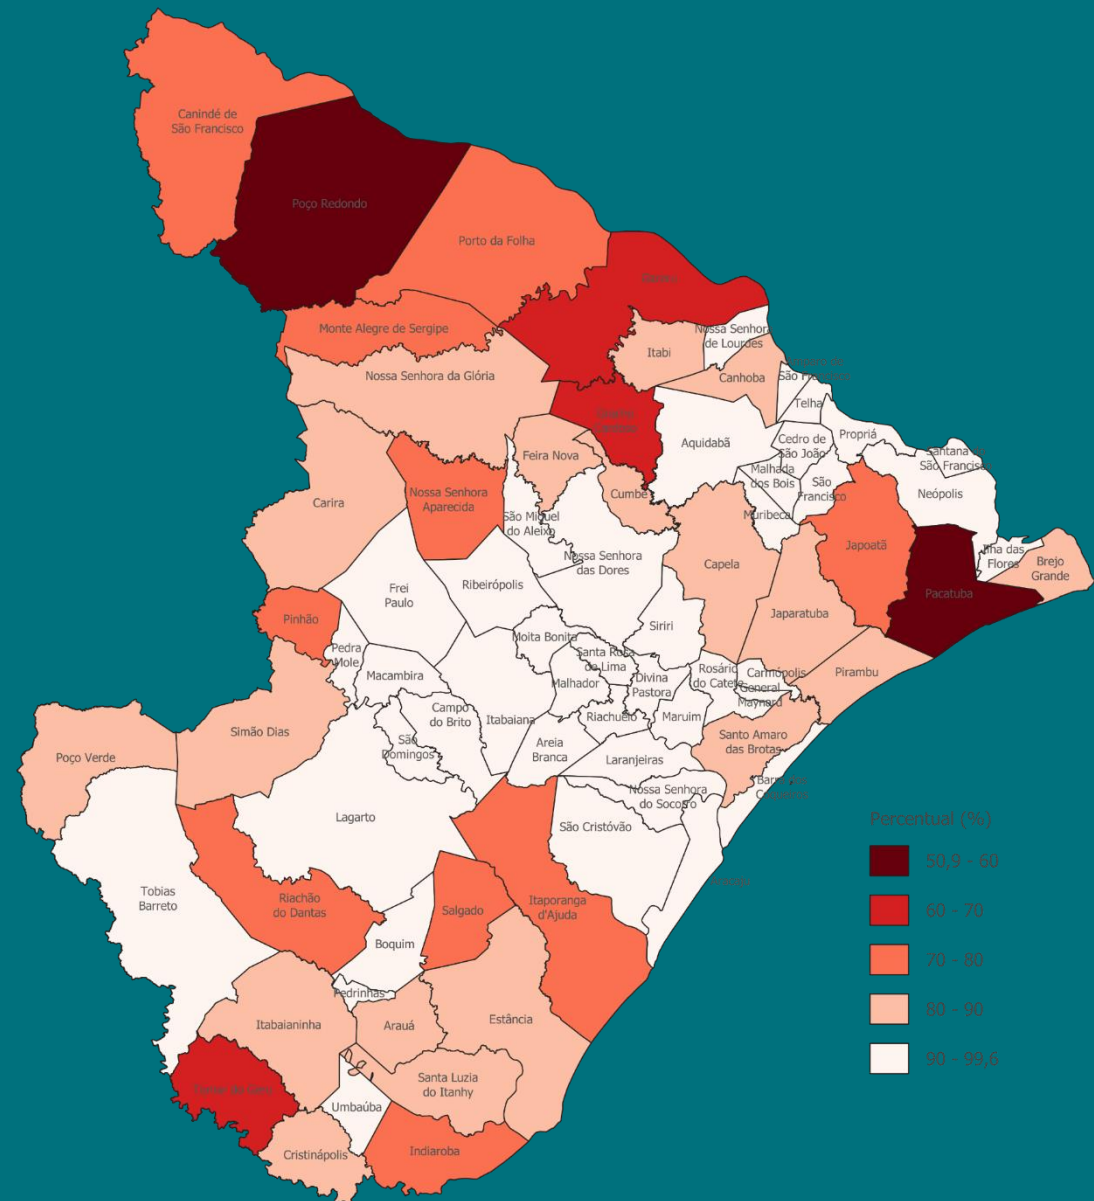 Canindé de
São Francisco
Poço Redondo
Porto da Folha
Monte Alegre de Sergipe
Nossa Senhora
de Lourdes
Itabi
Nossa Senhora da Glória
Canhoba
São Francisco
Telha
Aquidabã
Cedro de
São João
Propriá
Feira Nova
Santana
São Francisco
Malhada
dos Bois
Nossa Senhora
Aparecida
Cumbe
São
Francisco
Neópolis
Carira
Muribeca
São Miguel
do Aleixo
Japoatã
Ilha das
Flores
Nossa Senhora
das Dores
Capela
Brejo
Grande
Frei
Paulo
Ribeirópolis
Pacatuba
Japaratuba
Pinhão
Siriri
Moita Bonita
Pedra
Mole
Santa Rosa
de Lima
Macambira
Malhador
Divina
Pastora
Rosário
do Catete
Carmópolis
Pirambu
General
Maynard
Campo
do Brito
Itabaiana
Riachuelo
Maruim
Simão Dias
São
Domingos
Areia
Branca
Santo Amaro
das Brotas
Poço Verde
Laranjeiras
Nossa Senhora
do Socorro
Lagarto
São Cristóvão
Percentual (%)
50,9 - 60
60 - 70
70 - 80
80 - 90
90 - 99,6
Tobias
Barreto
Riachão
do Dantas
Salgado
Itaporanga
d'Ajuda
Boquim
Pedrinhas
Itabaianinha
Arauá
Estância
Santa Luzia
do Itanhy
Umbaúba
Cristinápolis
Indiaroba